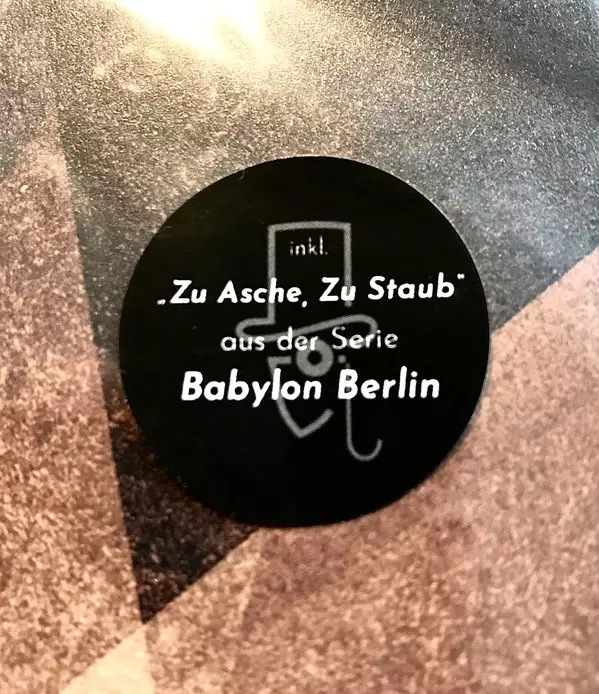 inkl.
„Zu Asche, Zu Staub“
aus der Serie
Babylon Berlin